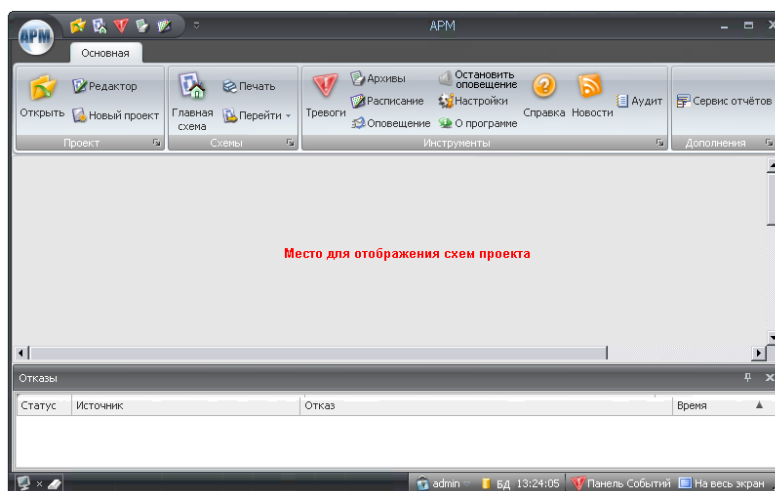 АРМ
АРМ
Основная
Открыть
Редактор
Новый проект
Проект
Главная схема
Печать
Перейти
Схемы
Тревоги
Архивы
Расписание
Оповещение
Остановить оповещение
Настройки
О программе
Справка
Новости
Аудит
Инструменты
Сервис отчётов
Дополнения
Место для отображения схем проекта
Отказы
Статус Источник Отказ Время
admin БД 13:24:05 Панель Событий На весь экран